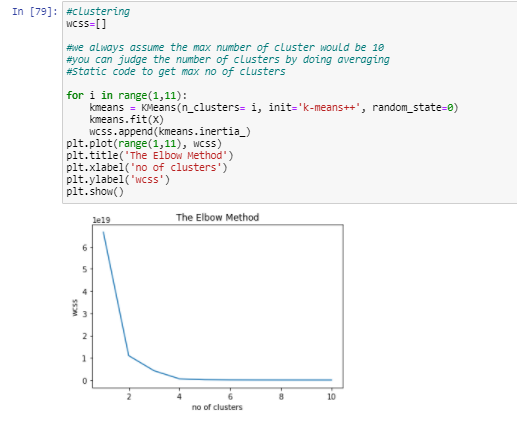 In [79]: #clustering
wcss=[]
#we always assume the max number of cluster would be 10
#you can judge the number of clusters by doing averaging
#Static code to get max no of clusters
for i in range(1,11):
kmeans = KMeans(n_clusters= i, init='k-means++', random_state=0)
kmeans.fit(X)
wcss.append(kmeans.inertia_)
plt.plot(range(1,11), wcss)
plt.title('The Elbow Method')
plt.xlabel('no of clusters')
plt.ylabel('wcss')
plt.show()
1e19
The Elbow Method
6
5
4
3
2
1
0
wcss
2 4 6 8 10
no of clusters